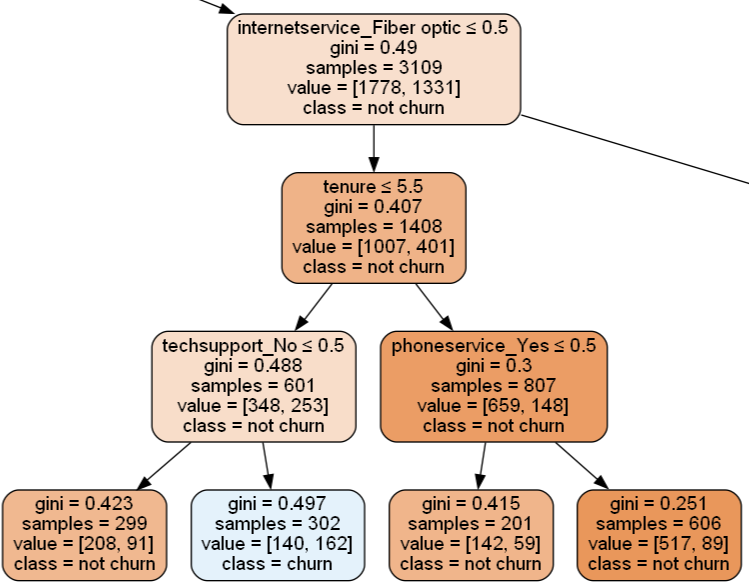 internetservice_Fiber optic ≤ 0.5
gini = 0.49
samples = 3109
value = [1778, 1331]
class = not churn
tenure ≤ 5.5
gini = 0.407
samples = 1408
value = [1007, 401]
class = not churn
techsupport_No ≤ 0.5
gini = 0.488
samples = 601
value = [348, 253]
class = not churn
phoneservice_Yes ≤ 0.5
gini = 0.3
samples = 807
value = [659, 148]
class = not churn
gini = 0.423
samples = 299
value = [208, 91]
class = not churn
gini = 0.497
samples = 302
value = [140, 162]
class = churn
gini = 0.415
samples = 201
value = [142, 59]
class = not churn
gini = 0.251
samples = 606
value = [517, 89]
class = not churn